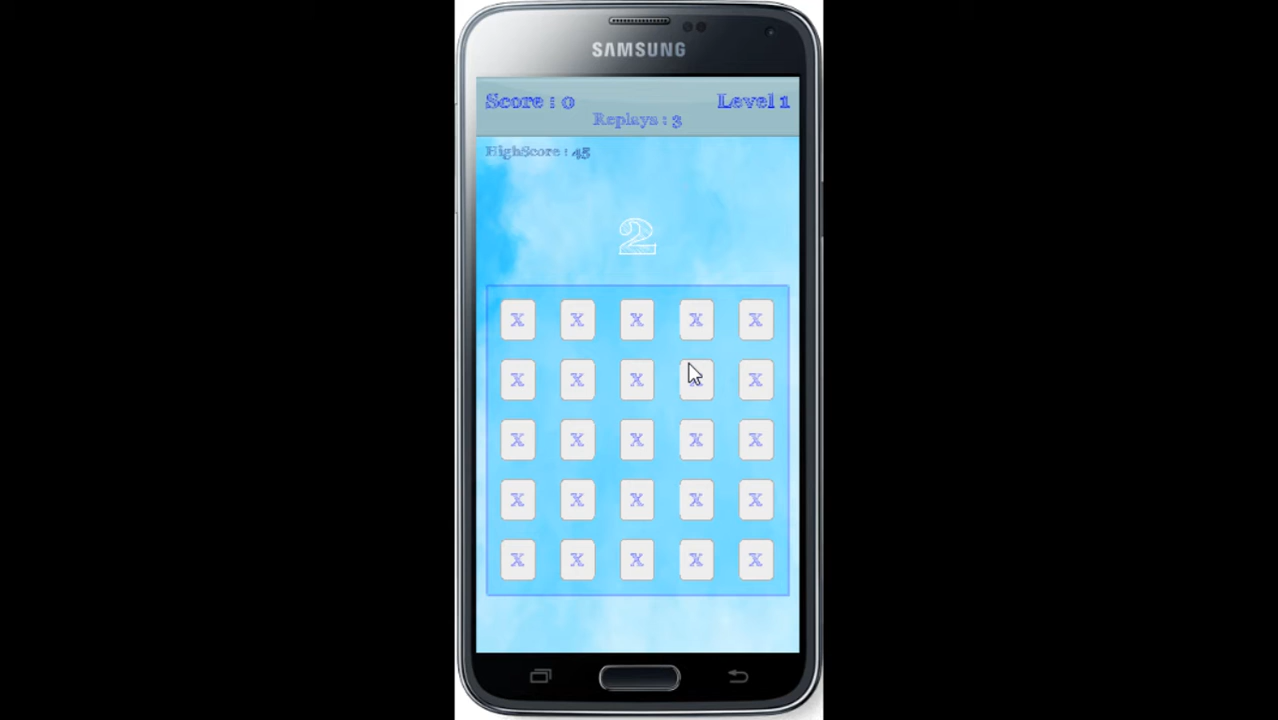 SAMSUNG
Score : 0
Level 1
Replays : 3
HighScore : 45
2
X X X X X
X X X X
X X X X X
X X X X X
X X X X X